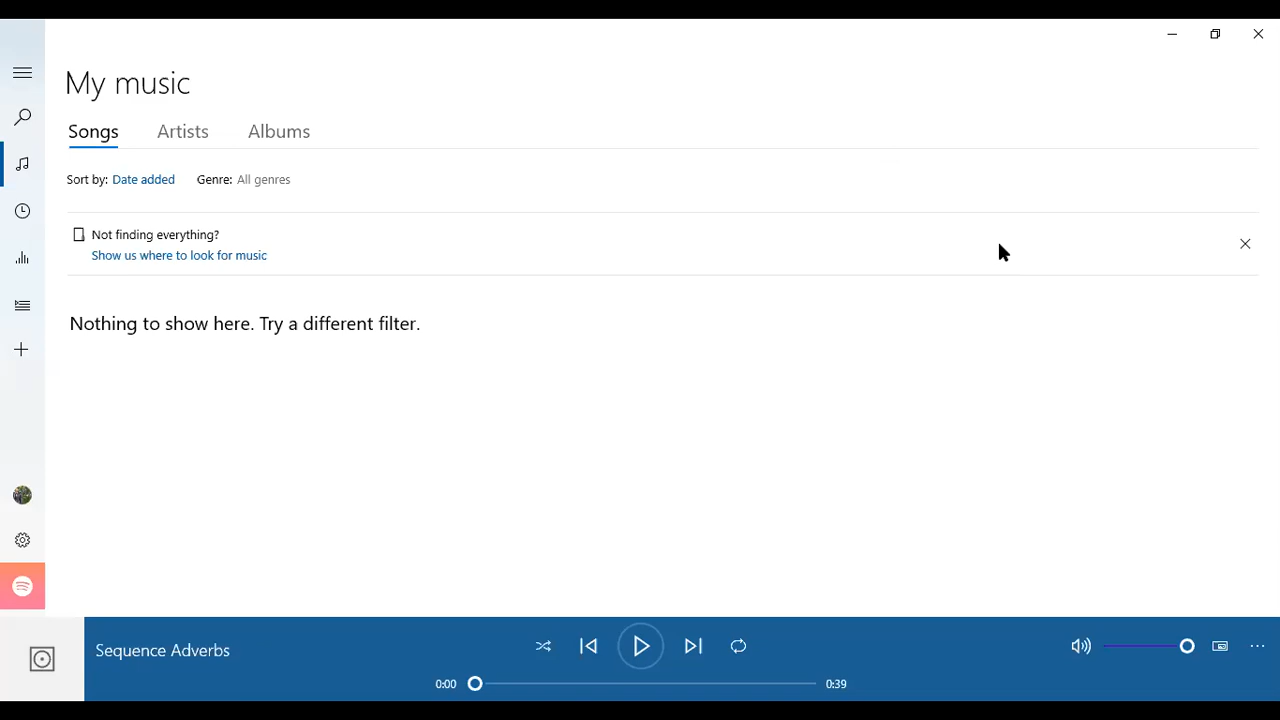 My music
Songs Artists Albums
Sort by: Date added Genre: All genres
Not finding everything?
Show us where to look for music
Nothing to show here. Try a different filter.
Sequence Adverbs
0:00 0:39